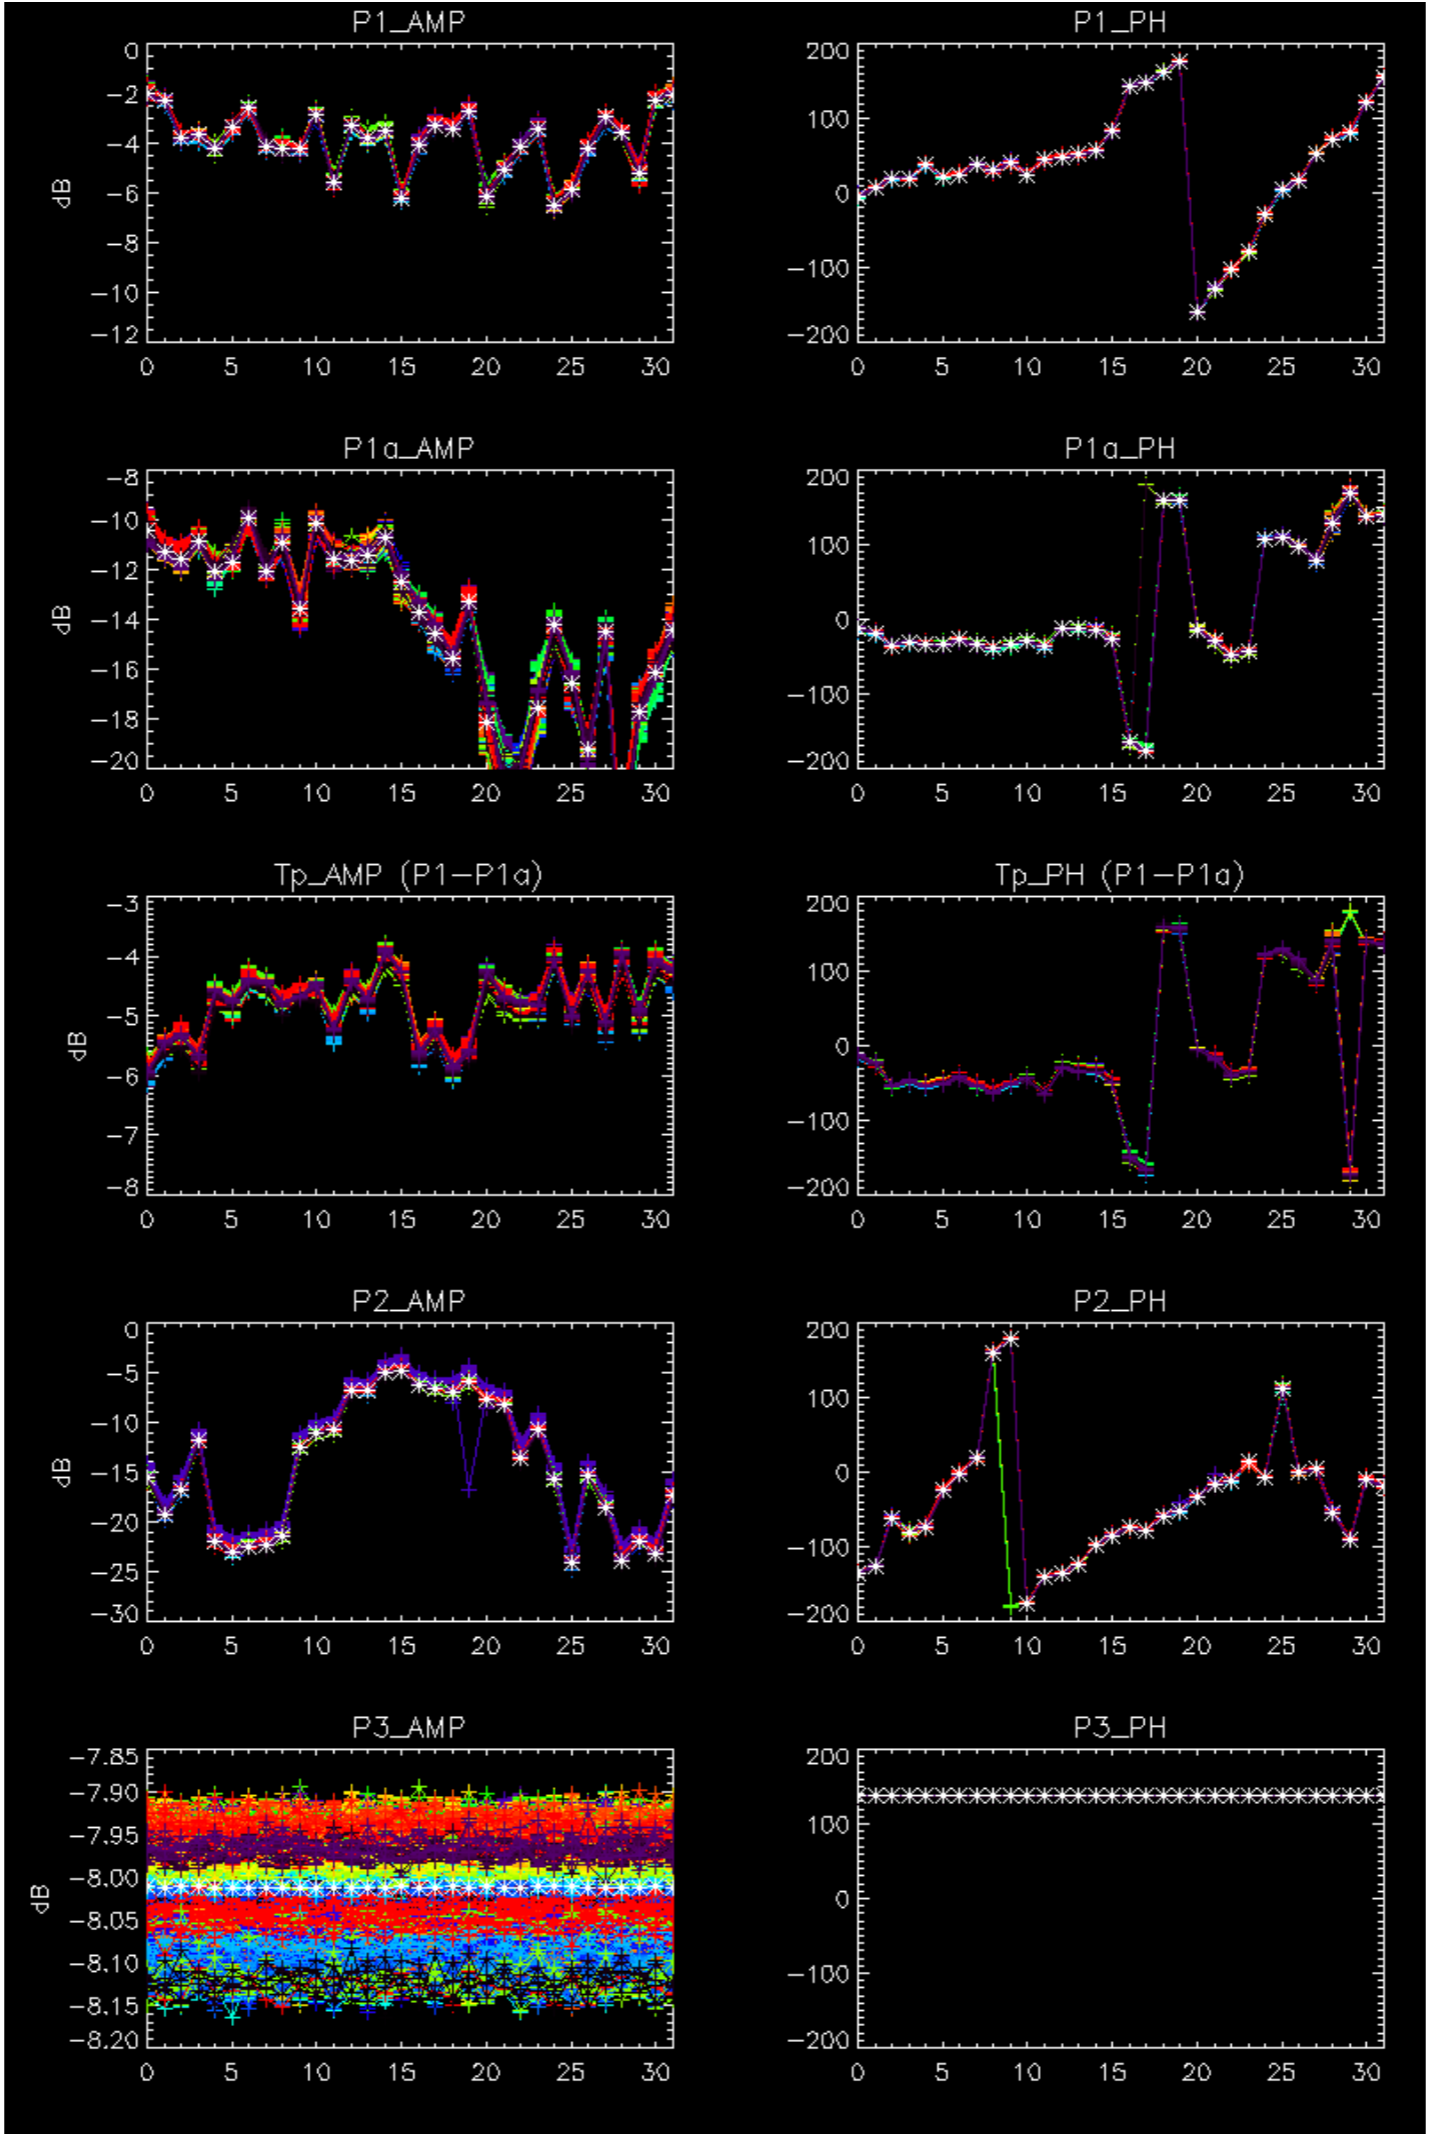 P1_AMP P1_PH
0 200
−2
−4 100
dB −6 0
−8
−10 −100
−12 −200
0 5 10 15 20 25 30 0 5 10 15 20 25 30
P1a_AMP P1a_PH
−8 200
−10 100
−12
dB −14 0
−16 −100
−18
−20 −200
0 5 10 15 20 25 30 0 5 10 15 20 25 30
Tp_AMP (P1−P1a) Tp_PH (P1−P1a)
−3 200
−4 100
dB −5 0
−6 −100
−7
−8 −200
0 5 10 15 20 25 30 0 5 10 15 20 25 30
P2_AMP P2_PH
0 200
−5 100
−10
dB −15 0
−20 −100
−25
−30 −200
0 5 10 15 20 25 30 0 5 10 15 20 25 30
P3_AMP P3_PH
−7.85 200
−7.90
−7.95 100
−8.00
dB −8.05 0
−8.10 −100
−8.15
−8.20 −200
0 5 10 15 20 25 30 0 5 10 15 20 25 30